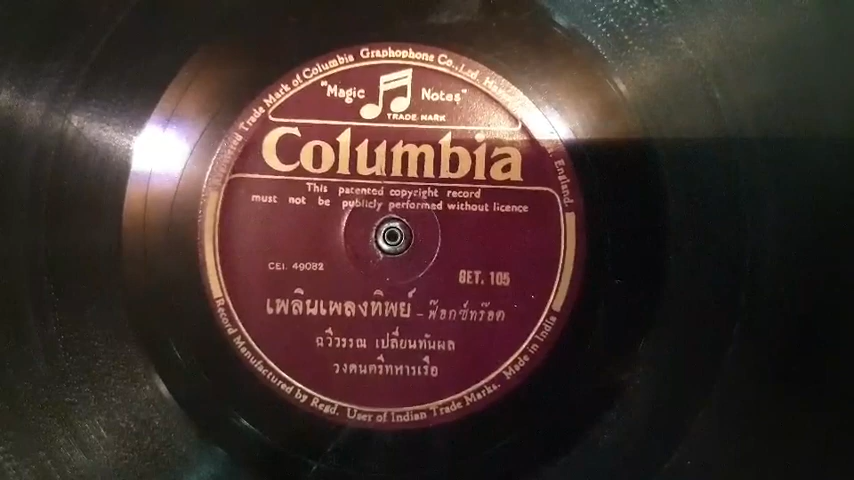 Registered Trade Mark of Columbia Graphophone Co., Ltd.
England.
"Magic Notes"
TRADE MARK
Columbia
This patented copyright record
must not be publicly performed without licence
CEI. 49082
GET. 105
เพลินเพลงทิพย์ - ฟ๊อกซ์ทร๊อต
ฉวีวรรณ เปลี่ยนทันผล
วงดนตรีทหารเรือ
Record Manufactured by Regd. User of Indian Trade Marks. Made in India